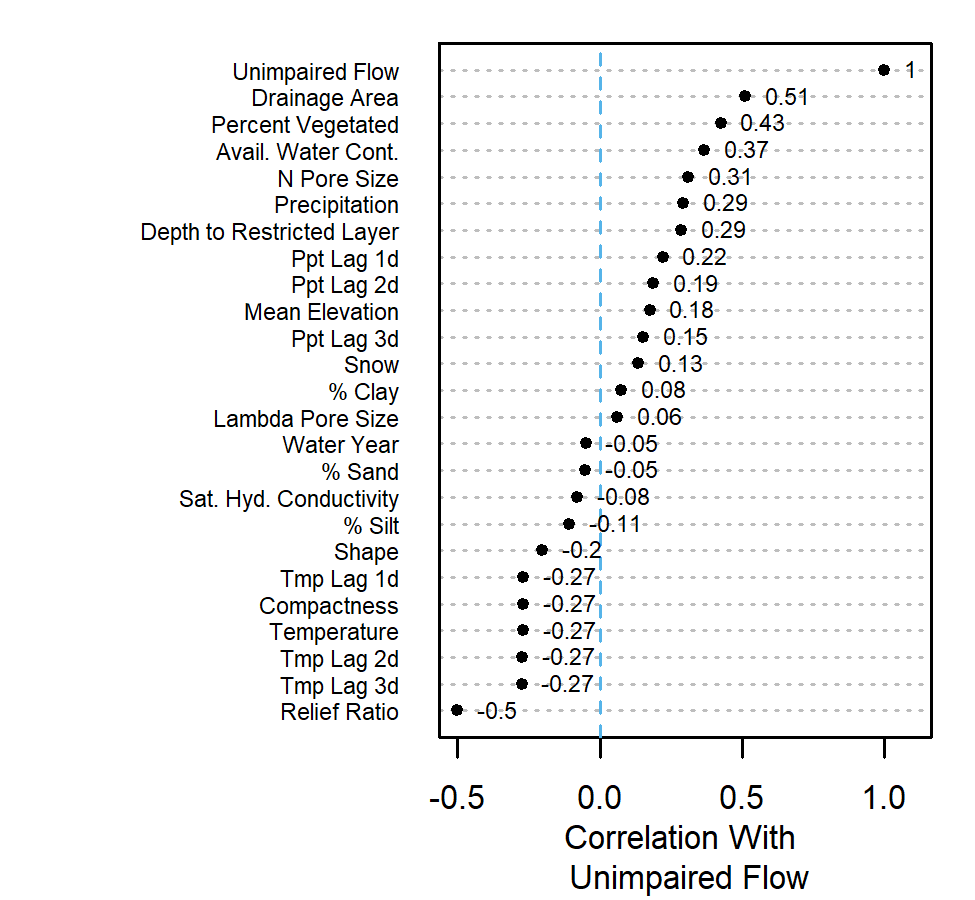 Unimpaired Flow 1
Drainage Area 0.51
Percent Vegetated 0.43
Avail. Water Cont. 0.37
N Pore Size 0.31
Precipitation 0.29
Depth to Restricted Layer 0.29
Ppt Lag 1d 0.22
Ppt Lag 2d 0.19
Mean Elevation 0.18
Ppt Lag 3d 0.15
Snow 0.13
% Clay 0.08
Lambda Pore Size 0.06
Water Year -0.05
% Sand -0.05
Sat. Hyd. Conductivity -0.08
% Silt -0.11
Shape -0.2
Tmp Lag 1d -0.27
Compactness -0.27
Temperature -0.27
Tmp Lag 2d -0.27
Tmp Lag 3d -0.27
Relief Ratio -0.5
-0.5 0.0 0.5 1.0
Correlation With
Unimpaired Flow